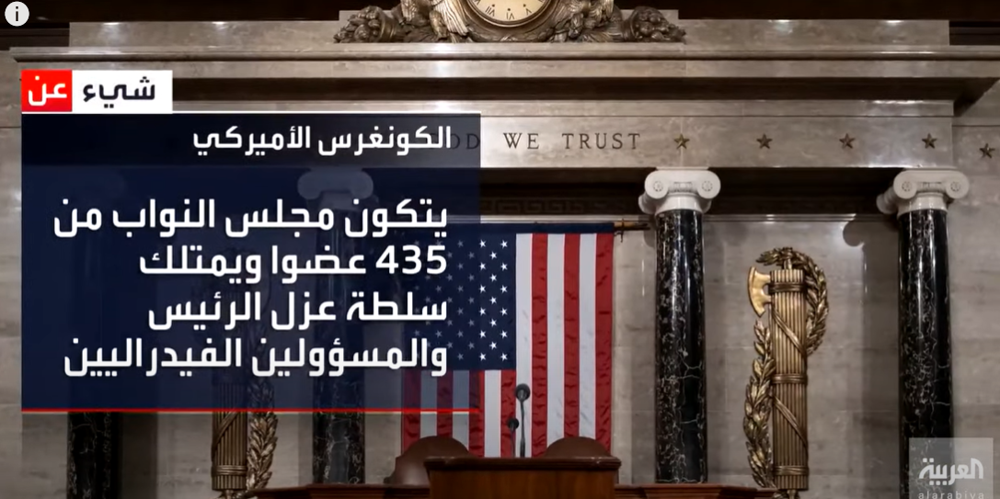 شيء عن
الكونغرس الأميركي
يتكون مجلس النواب من
435 عضوا ويمتلك
سلطة عزل الرئيس
والمسؤولين الفيدراليين
WE TRUST
العربية
alarabiya